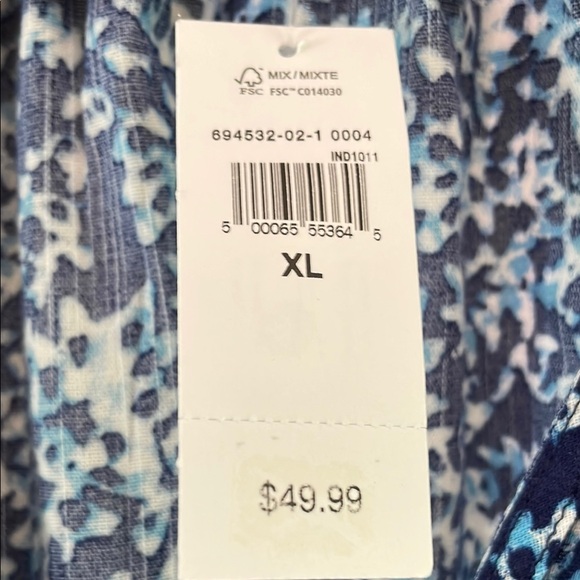 MIX/MIXTE
FSC FSC™ C014030
694532-02-1 0004
IND1011
5 00065 55364 5
XL
$49.99